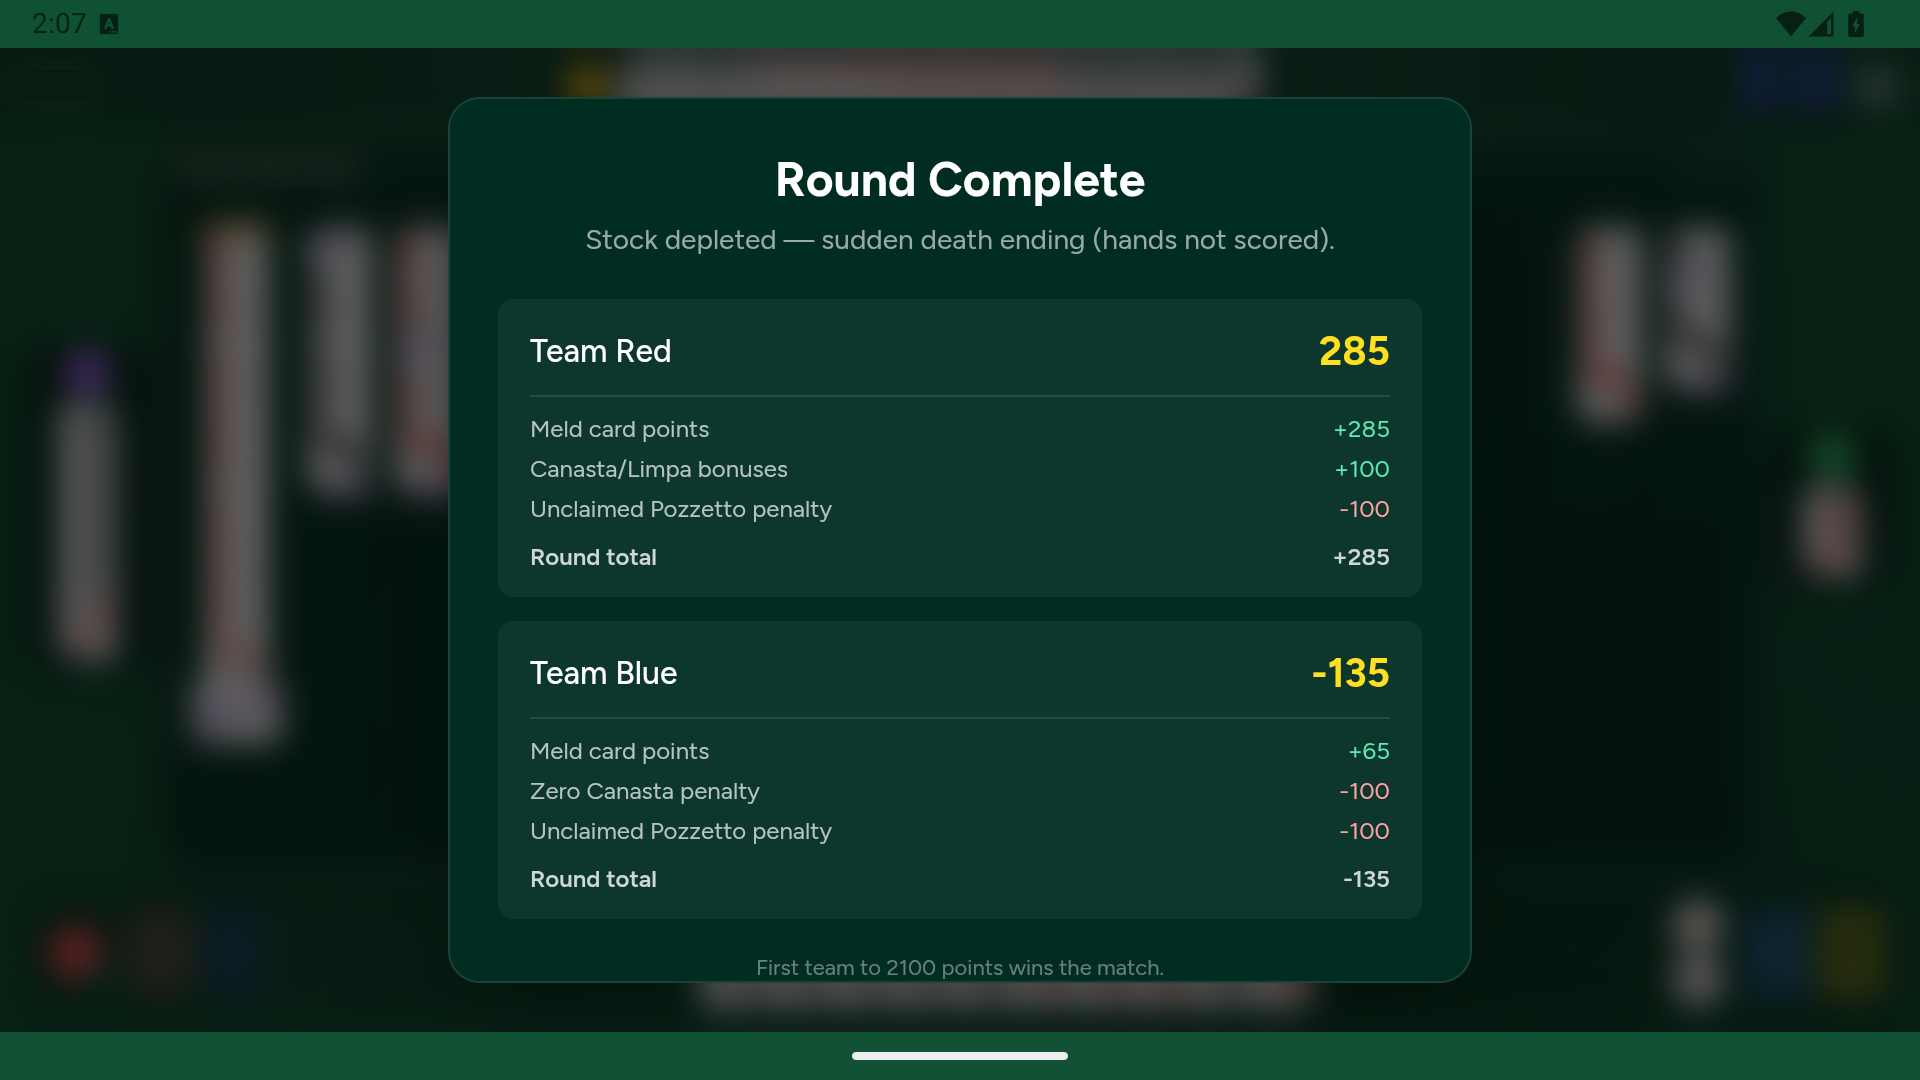 2:07
Round Complete
Stock depleted — sudden death ending (hands not scored).
Team Red 285
Meld card points +285
Canasta/Limpa bonuses +100
Unclaimed Pozzetto penalty -100
Round total +285
Team Blue -135
Meld card points +65
Zero Canasta penalty -100
Unclaimed Pozzetto penalty -100
Round total -135
First team to 2100 points wins the match.